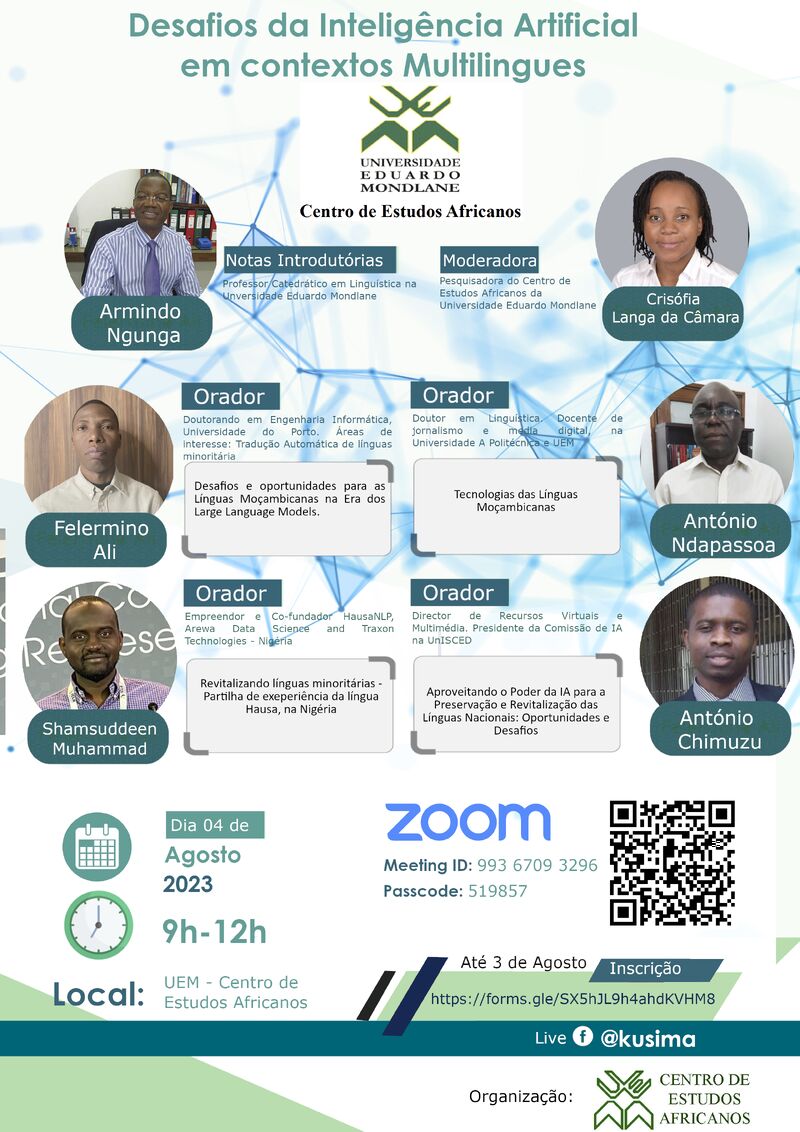 Desafios da Inteligência Artificial
em contextos Multilingues
UNIVERSIDADE
EDUARDO
MONDLANE
Centro de Estudos Africanos
Notas Introdutórias
Professor Catedrático em Linguística na
Unversidade Eduardo Mondlane
Armindo
Ngunga
Moderadora
Pesquisadora do Centro de
Estudos Africanos da
Universidade Eduardo Mondlane
Crisófia
Langa da Câmara
Orador
Doutorando em Engenharia Informática,
Universidade do Porto. Áreas de
interesse: Tradução Automática de línguas
minoritária
Desafios e oportunidades para as
Línguas Moçambicanas na Era dos
Large Language Models.
Felermino
Ali
Orador
Doutor em Linguística. Docente de
jornalismo e média digital, na
Universidade A Politécnica e UEM
Tecnologias das Línguas
Moçambicanas
António
Ndapassoa
Orador
Empreendor e Co-fundador HausaNLP,
Arewa Data Science and Traxon
Technologies - Nigéria
Revitalizando línguas minoritárias -
Partilha de exeperiência da língua
Hausa, na Nigéria
Shamsuddeen
Muhammad
Orador
Director de Recursos Virtuais e
Multimédia. Presidente da Comissão de IA
na UnISCED
Aproveitando o Poder da IA para a
Preservação e Revitalização das
Línguas Nacionais: Oportunidades e
Desafios
António
Chimuzu
Dia 04 de
Agosto
2023
9h-12h
Local:
UEM - Centro de
Estudos Africanos
zoom
Meeting ID: 993 6709 3296
Passcode: 519857
Até 3 de Agosto
Inscrição
https://forms.gle/SX5hJL9h4ahdKVHM8
Live f @kusima
Organização:
CENTRO DE
ESTUDOS
AFRICANOS